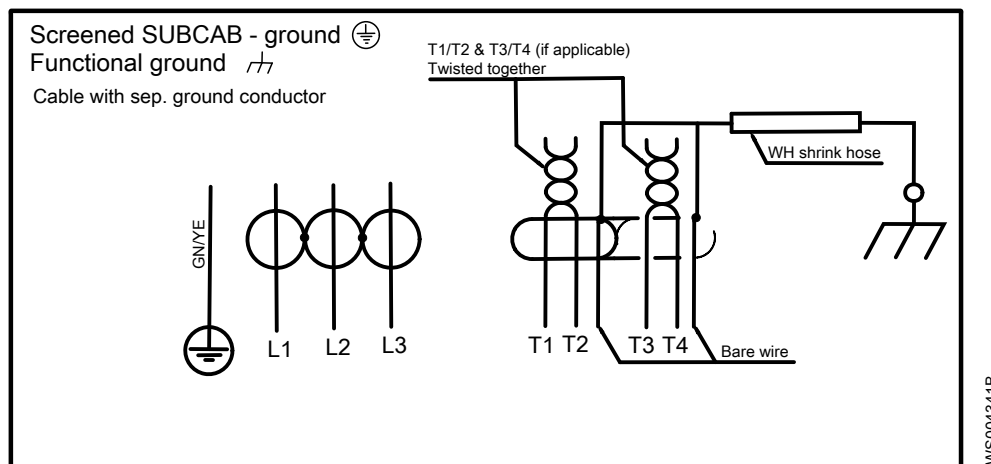 Screened SUBCAB - ground
Functional ground
Cable with sep. ground conductor
T1/T2 & T3/T4 (if applicable)
Twisted together
WH shrink hose
GN/YE
L1 L2 L3
T1 T2 T3 T4
Bare wire
WS004341B